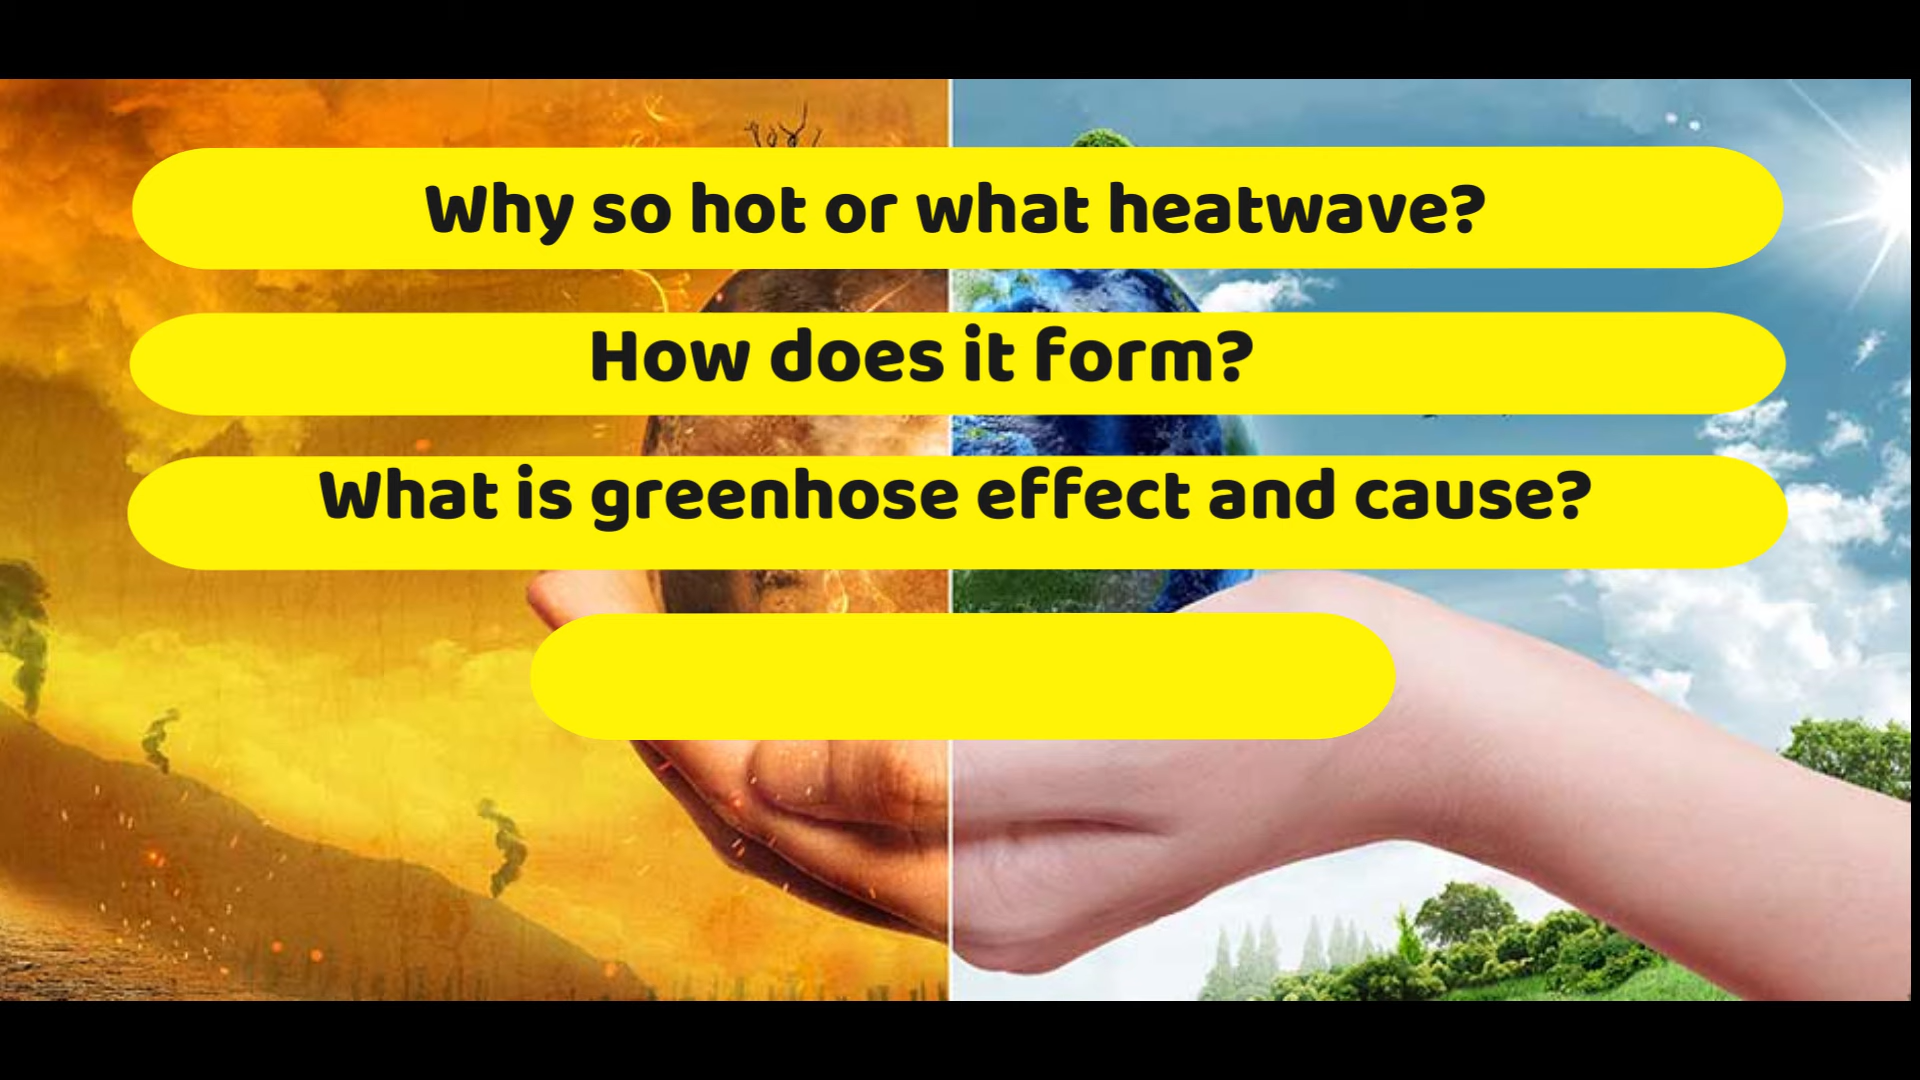 Why so hot or what heatwave?
How does it form?
What is greenhose effect and cause?